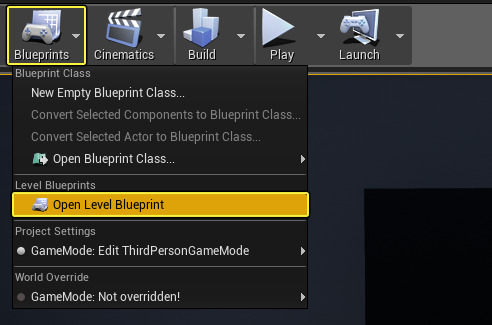 Blueprints Cinematics Build Play Launch
Blueprint Class
New Empty Blueprint Class...
Convert Selected Components to Blueprint Class...
Convert Selected Actor to Blueprint Class...
Open Blueprint Class...
Level Blueprints
Open Level Blueprint
Project Settings
GameMode: Edit ThirdPersonGameMode
World Override
GameMode: Not overridden!